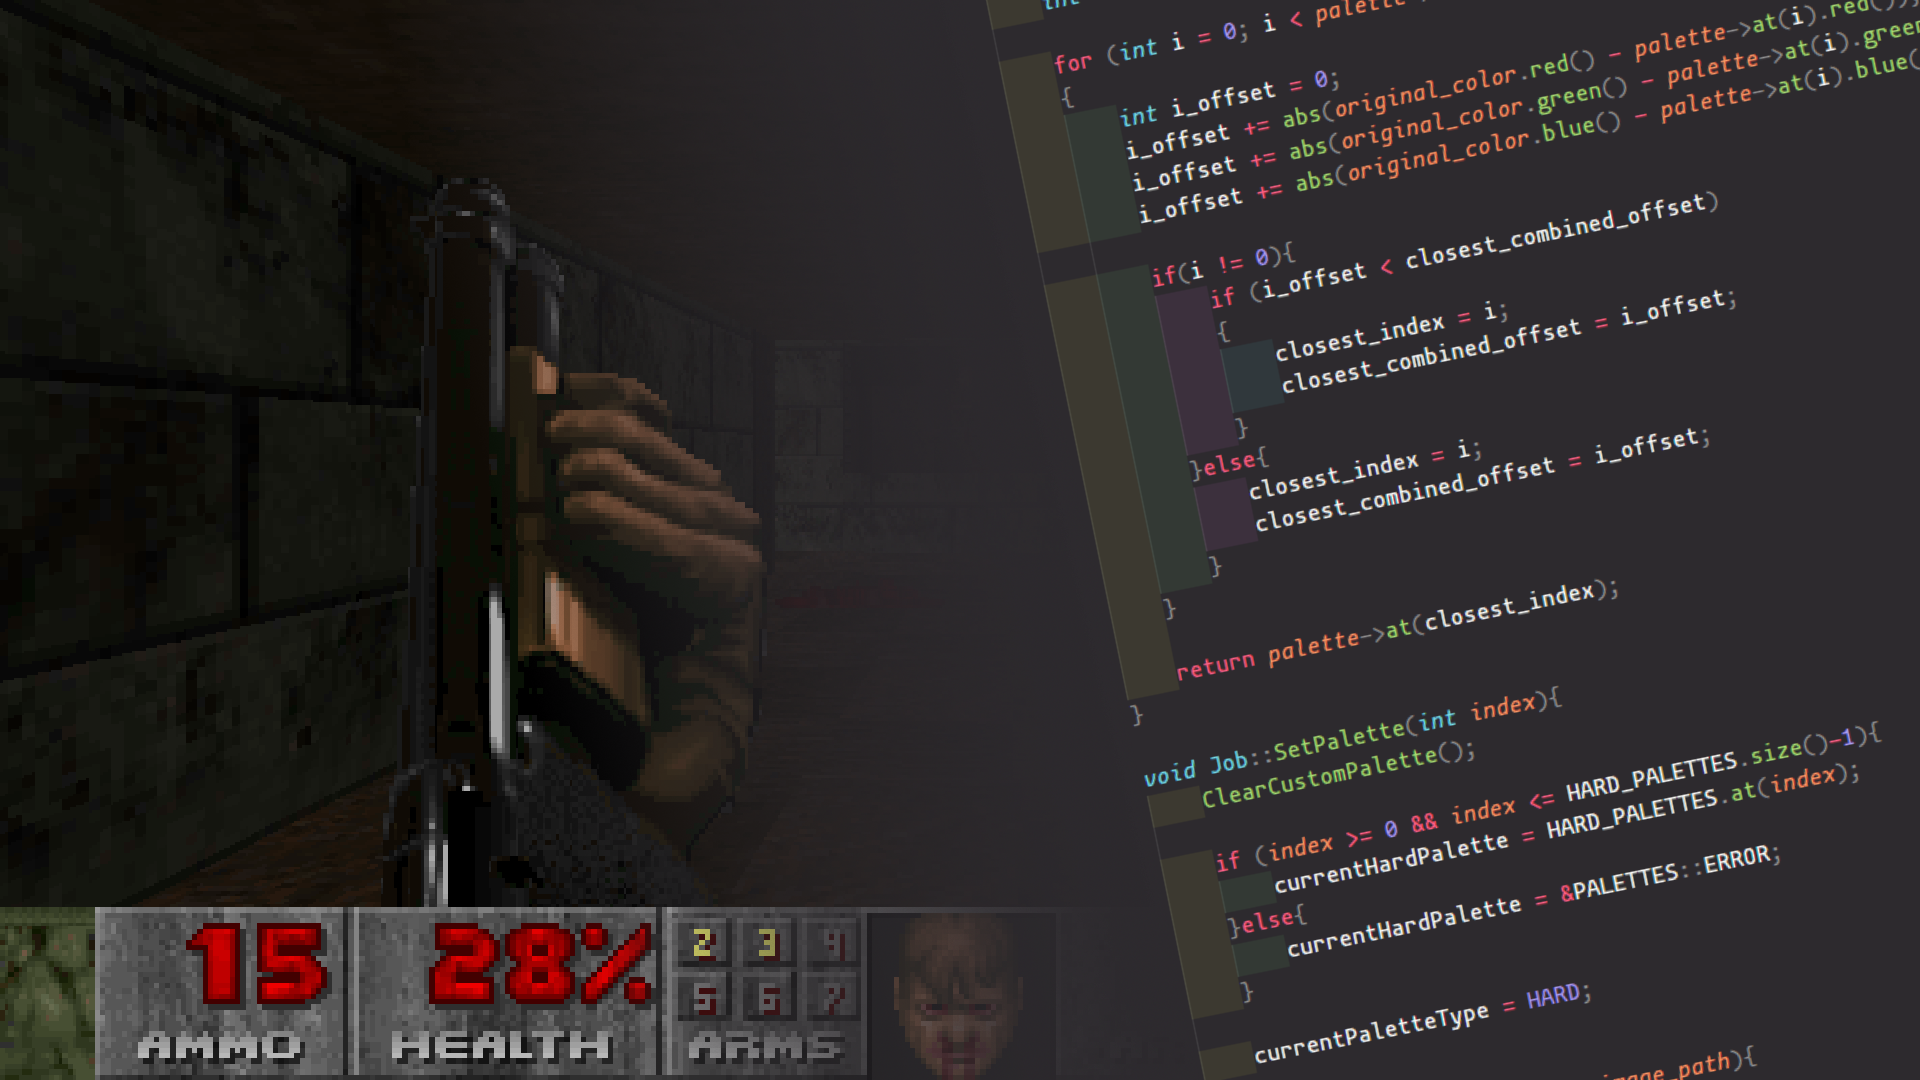 int
for (int i = 0; i < palette
{
int i_offset = 0;
i_offset += abs(original_color.red() - palette->at(i).red());
i_offset += abs(original_color.green() - palette->at(i).green
i_offset += abs(original_color.blue() - palette->at(i).blue(
if(i != 0){
if (i_offset < closest_combined_offset)
{
closest_index = i;
closest_combined_offset = i_offset;
}
}else{
closest_index = i;
closest_combined_offset = i_offset;
}
}
return palette->at(closest_index);
}
void Job::SetPalette(int index){
ClearCustomPalette();
if (index >= 0 && index <= HARD_PALETTES.size()-1){
currentHardPalette = HARD_PALETTES.at(index);
}else{
currentHardPalette = &PALETTES::ERROR;
}
currentPaletteType = HARD;
image_path){
15 28% 2 3 4
5 6 7
AMMO HEALTH ARMS